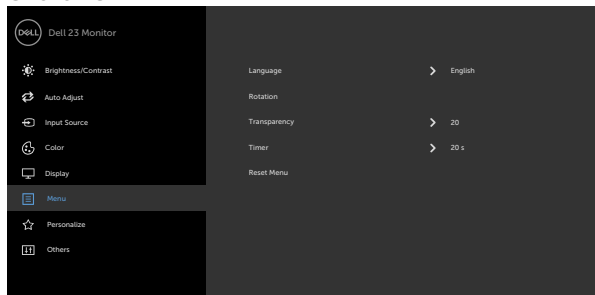 DELL Dell 23 Monitor
Brightness/Contrast
Language English
Auto Adjust
Rotation
Input Source
Transparency 20
Color
Timer 20 s
Display
Reset Menu
Menu
Personalize
Others